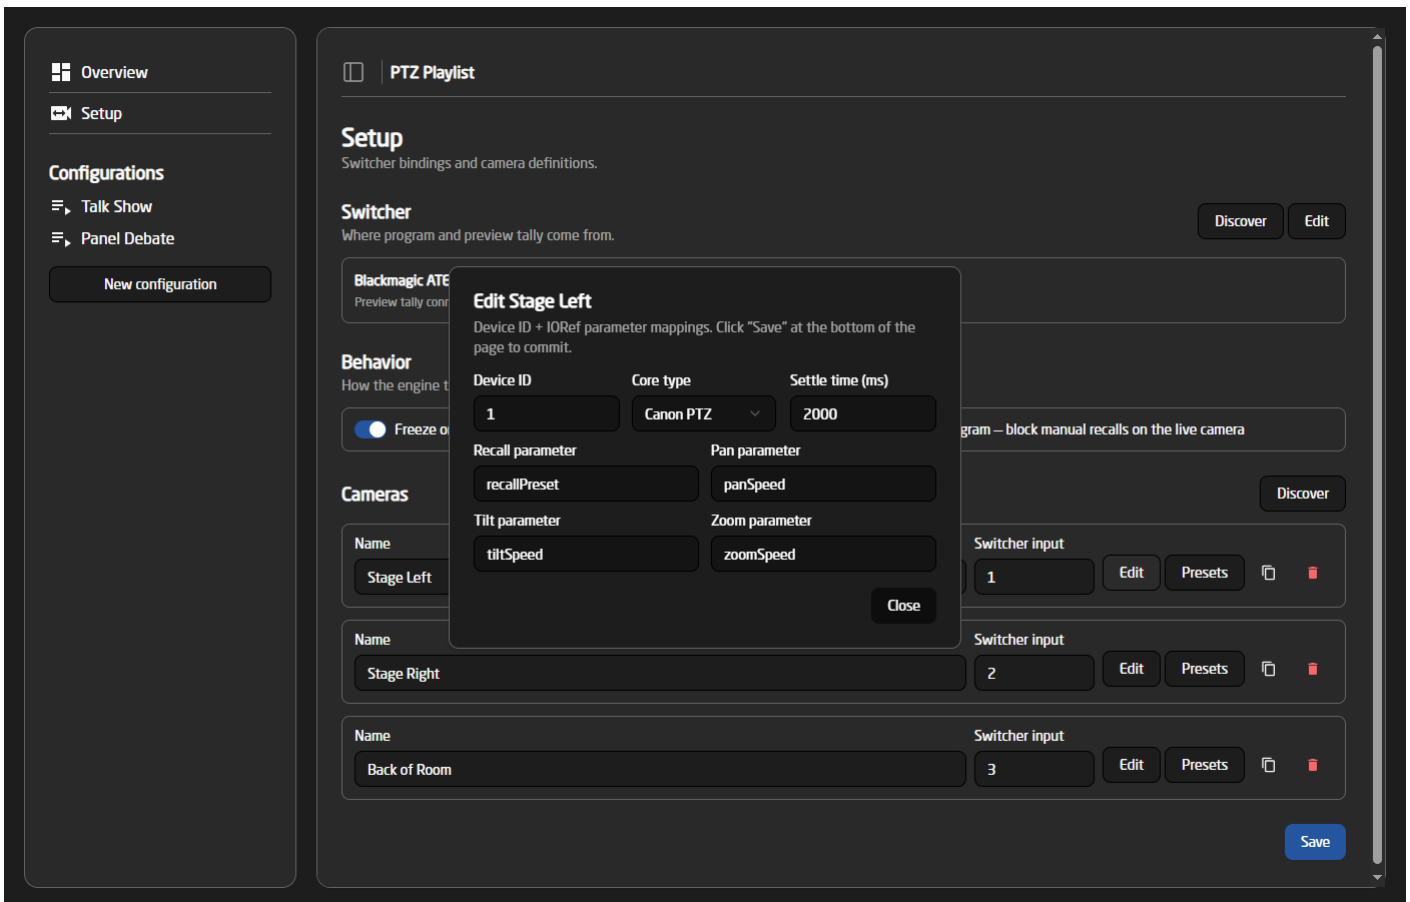 Overview
Setup
Configurations
Talk Show
Panel Debate
New configuration
PTZ Playlist
Setup
Switcher bindings and camera definitions.
Switcher
Where program and preview tally come from.
Discover
Edit
Blackmagic ATE
Preview tally conr
Behavior
How the engine t
Freeze o
gram – block manual recalls on the live camera
Edit Stage Left
Device ID + IORef parameter mappings. Click "Save" at the bottom of the
page to commit.
Device ID
Core type
Settle time (ms)
1
Canon PTZ
2000
Recall parameter
Pan parameter
recallPreset
panSpeed
Tilt parameter
Zoom parameter
tiltSpeed
zoomSpeed
Close
Cameras
Discover
Name
Switcher input
Stage Left
1
Edit
Presets
Name
Switcher input
Stage Right
2
Edit
Presets
Name
Switcher input
Back of Room
3
Edit
Presets
Save